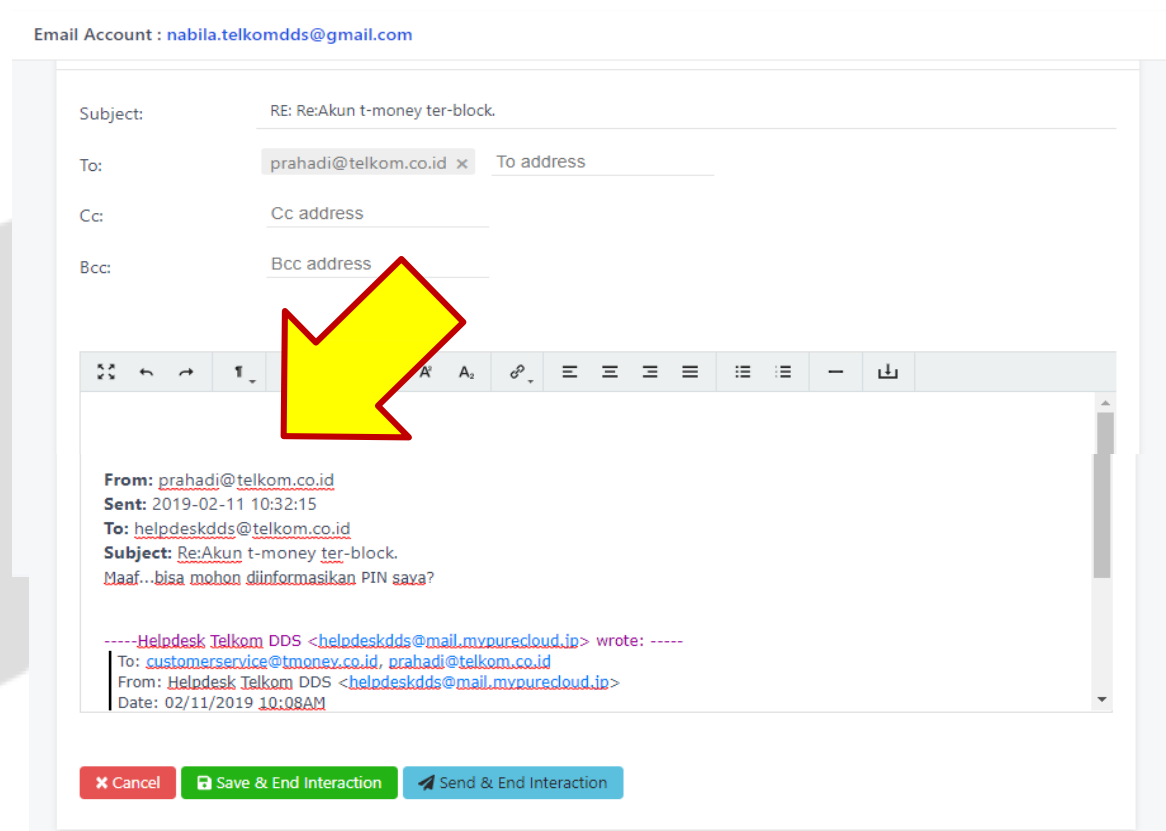 Email Account : nabila.telkomdds@gmail.com
Subject: RE: Re:Akun t-money ter-block.
To: prahadi@telkom.co.id × To address
Cc: Cc address
Bcc: Bcc address
From: prahadi@telkom.co.id
Sent: 2019-02-11 10:32:15
To: helpdeskdds@telkom.co.id
Subject: Re:Akun t-money ter-block.
Maaf...bisa mohon diinformasikan PIN saya?
-----Helpdesk Telkom DDS <helpdeskdds@mail.mypurecloud.jp> wrote: -----
To: customerservice@tmoney.co.id, prahadi@telkom.co.id
From: Helpdesk Telkom DDS <helpdeskdds@mail.mypurecloud.jp>
Date: 02/11/2019 10:08AM
Cancel Save & End Interaction Send & End Interaction